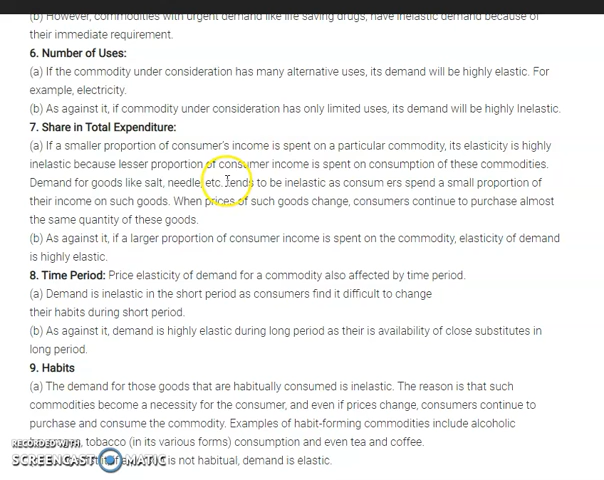 (b) However, commodities with urgent demand like life saving drugs, have inelastic demand because of
their immediate requirement.
6. Number of Uses:
(a) If the commodity under consideration has many alternative uses, its demand will be highly elastic. For
example, electricity.
(b) As against it, if commodity under consideration has only limited uses, its demand will be highly Inelastic.
7. Share in Total Expenditure:
(a) If a smaller proportion of consumer's income is spent on a particular commodity, its elasticity is highly
inelastic because lesser proportion of consumer income is spent on consumption of these commodities.
Demand for goods like salt, needle, etc. tends to be inelastic as consum ers spend a small proportion of
their income on such goods. When prices of such goods change, consumers continue to purchase almost
the same quantity of these goods.
(b) As against it, if a larger proportion of consumer income is spent on the commodity, elasticity of demand
is highly elastic.
8. Time Period: Price elasticity of demand for a commodity also affected by time period.
(a) Demand is inelastic in the short period as consumers find it difficult to change
their habits during short period.
(b) As against it, demand is highly elastic during long period as their is availability of close substitutes in
long period.
9. Habits
(a) The demand for those goods that are habitually consumed is inelastic. The reason is that such
commodities become a necessity for the consumer, and even if prices change, consumers continue to
purchase and consume the commodity. Examples of habit-forming commodities include alcoholic
tobacco (in its various forms) consumption and even tea and coffee.
is not habitual, demand is elastic.
RECORDED WITH
SCREENCAST MATIC